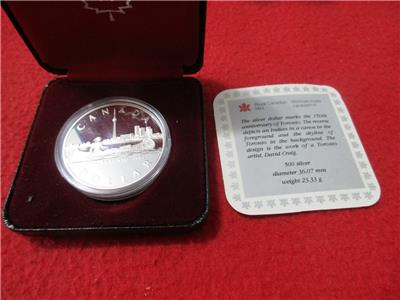 CANADA
DOLLAR
Royal Canadian
Mint
Monnaie royale
canadienne
The silver dollar marks the 150th
anniversary of Toronto. The reverse
depicts an Indian in a canoe in the
foreground and the skyline of
Toronto in the background. The
design is the work of a Toronto
artist, David Craig.
500 silver
diameter 36.07 mm
weight 23.33 g